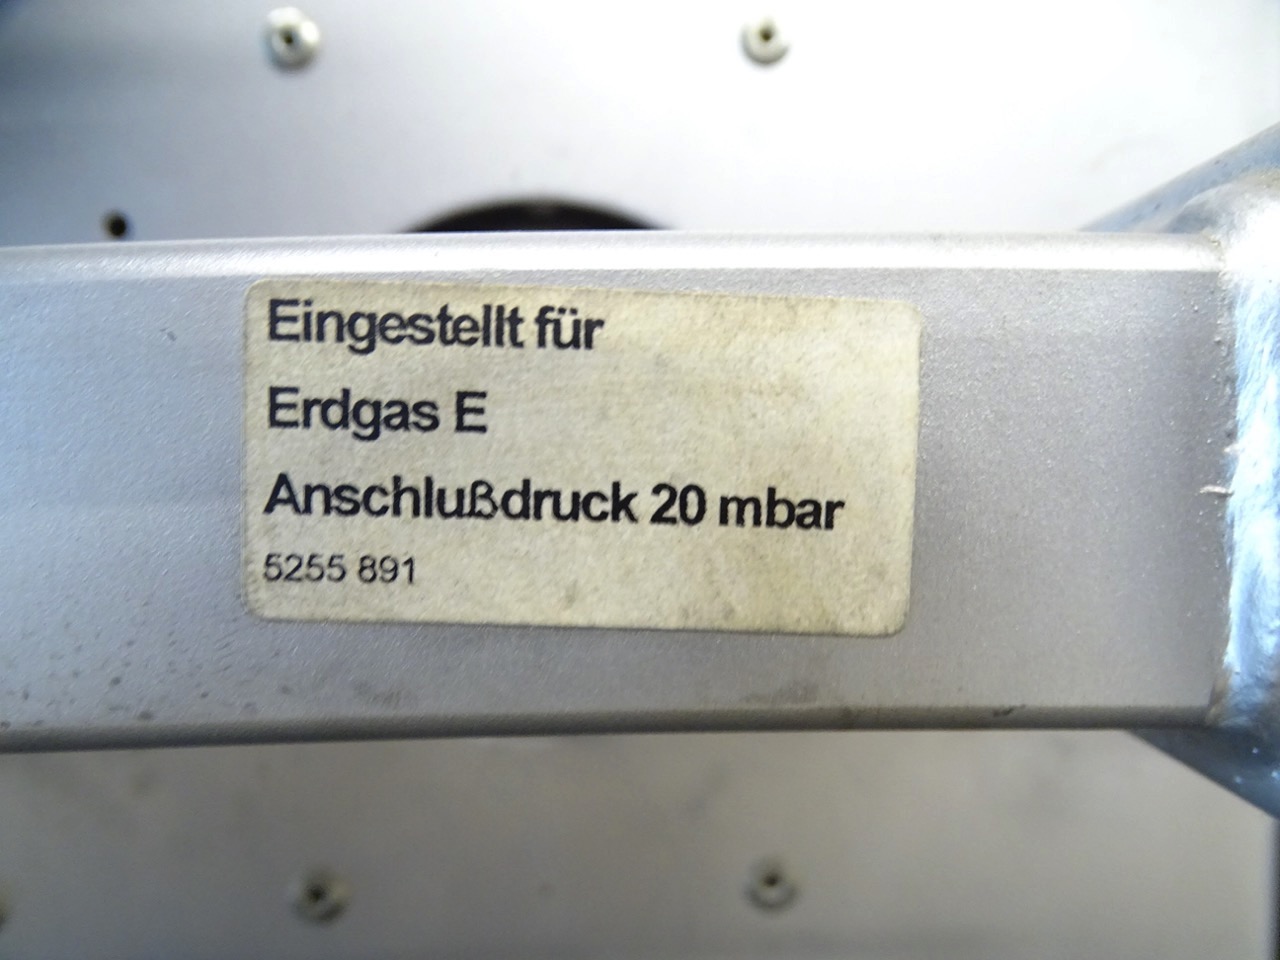 Eingestellt für
Erdgas E
Anschlußdruck 20 mbar
5255 891